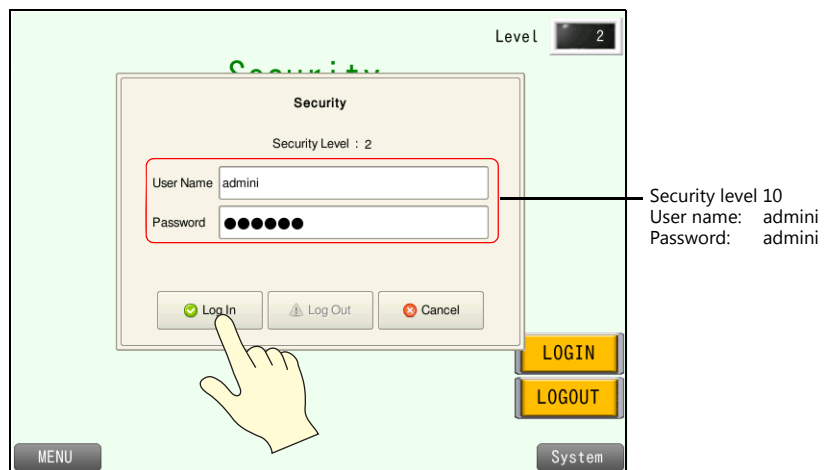 Level 2
Security
Security
Security Level : 2
User Name admini
Password ●●●●●●
Security level 10
User name: admini
Password: admini
Log In Log Out Cancel
LOGIN
LOGOUT
MENU System